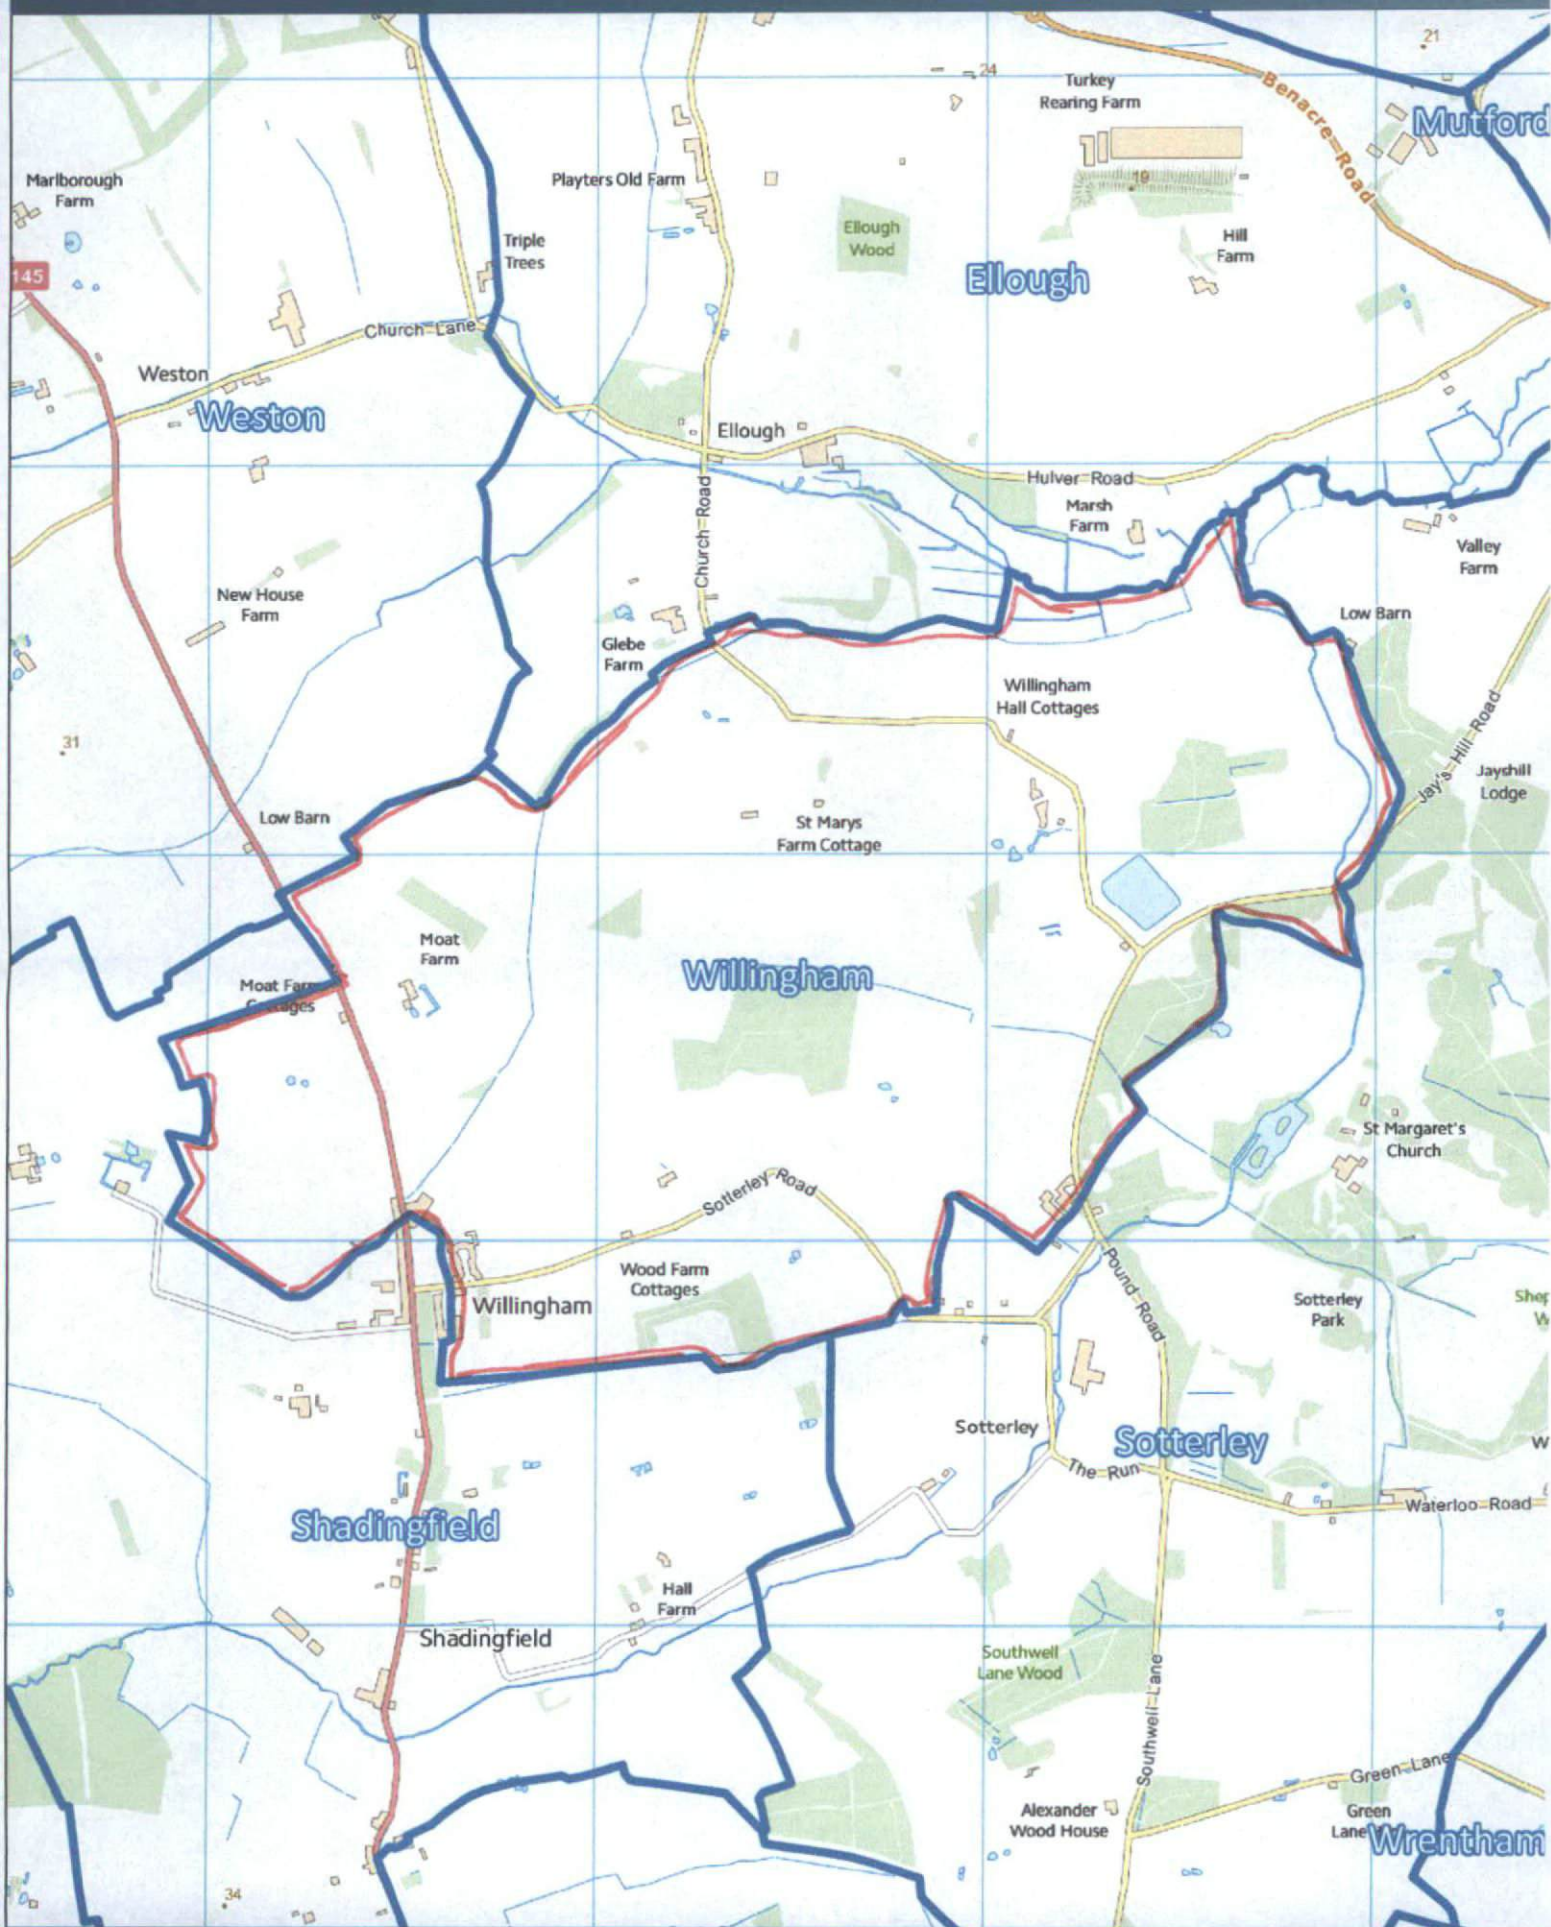 21
24
Turkey
Rearing Farm
Benacre Road
Mutford
Marlborough
Farm
Playters Old Farm
19
Ellough
Wood
Triple
Trees
Hill
Farm
145
Ellough
Church Lane
Weston
Weston
Ellough
Hulver Road
Church Road
Marsh
Farm
Valley
Farm
New House
Farm
Low Barn
Glebe
Farm
Willingham
Hall Cottages
Jay's Hill Road
31
Jayshill
Lodge
Low Barn
St Marys
Farm Cottage
Moat
Farm
Willingham
Moat Farm
Cottages
St Margaret's
Church
Sotterley Road
Wood Farm
Cottages
Pound Road
Willingham
Sotterley
Park
Sotterley
Sotterley
The Run
Waterloo Road
Shadingfield
Hall
Farm
Shadingfield
Southwell
Lane Wood
Southwell Lane
Green Lane
Alexander
Wood House
Green
Lane
Wrentham
34